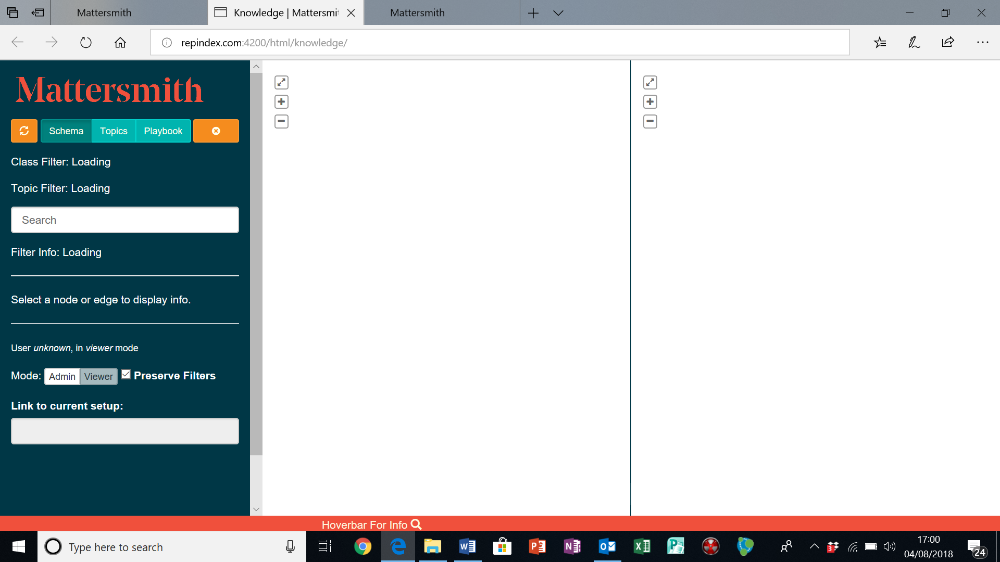 Mattersmith
Knowledge | Mattersmi
Mattersmith
repindex.com:4200/html/knowledge/
Mattersmith
Schema
Topics
Playbook
Class Filter: Loading
Topic Filter: Loading
Search
Filter Info: Loading
Select a node or edge to display info.
User unknown, in viewer mode
Mode: Admin Viewer Preserve Filters
Link to current setup:
Hoverbar For Info
Type here to search
17:00
04/08/2018
24